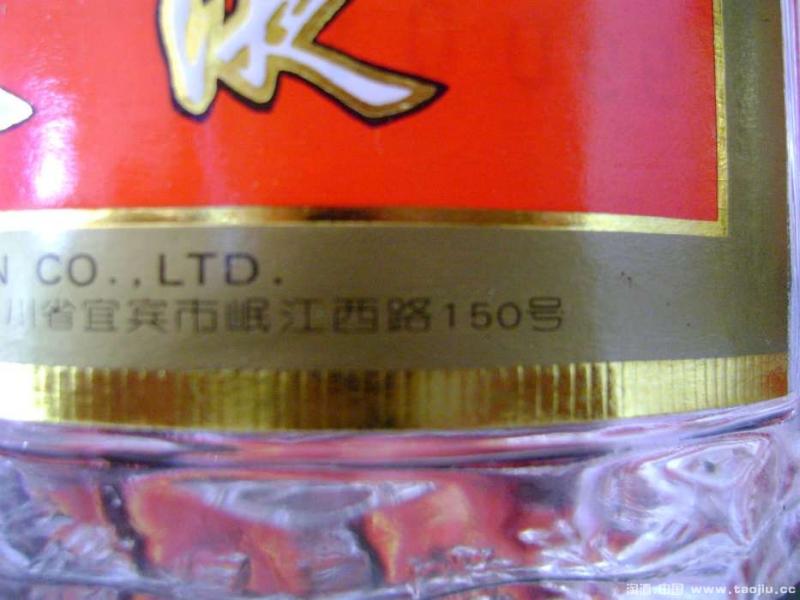 液
N CO.,LTD.
川省宜宾市岷江西路150号
淘酒·中国 www.taojiu.cc